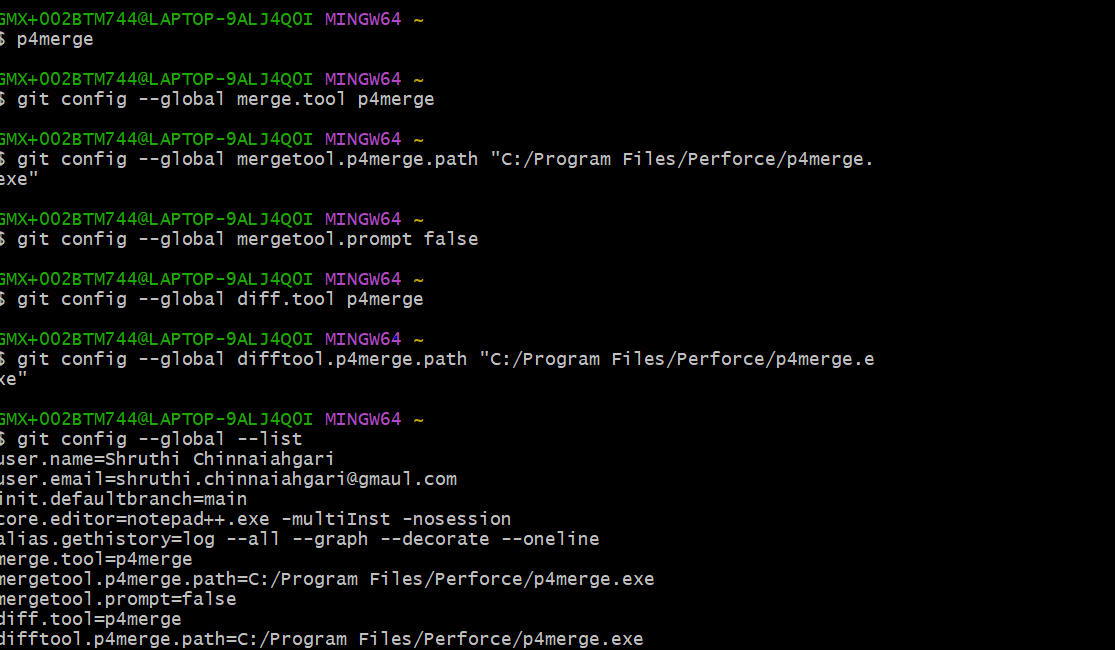 GMX+002BTM744@LAPTOP-9ALJ4Q0I MINGW64 ~
$ p4merge
GMX+002BTM744@LAPTOP-9ALJ4Q0I MINGW64 ~
$ git config --global merge.tool p4merge
GMX+002BTM744@LAPTOP-9ALJ4Q0I MINGW64 ~
$ git config --global mergetool.p4merge.path "C:/Program Files/Perforce/p4merge.
exe"
GMX+002BTM744@LAPTOP-9ALJ4Q0I MINGW64 ~
$ git config --global mergetool.prompt false
GMX+002BTM744@LAPTOP-9ALJ4Q0I MINGW64 ~
$ git config --global diff.tool p4merge
GMX+002BTM744@LAPTOP-9ALJ4Q0I MINGW64 ~
$ git config --global difftool.p4merge.path "C:/Program Files/Perforce/p4merge.e
xe"
GMX+002BTM744@LAPTOP-9ALJ4Q0I MINGW64 ~
$ git config --global --list
user.name=Shruthi Chinnaiahgari
user.email=shruthi.chinnaiahgari@gmaul.com
init.defaultbranch=main
core.editor=notepad++.exe -multiInst -nosession
alias.gethistory=log --all --graph --decorate --oneline
merge.tool=p4merge
mergetool.p4merge.path=C:/Program Files/Perforce/p4merge.exe
mergetool.prompt=false
diff.tool=p4merge
difftool.p4merge.path=C:/Program Files/Perforce/p4merge.exe